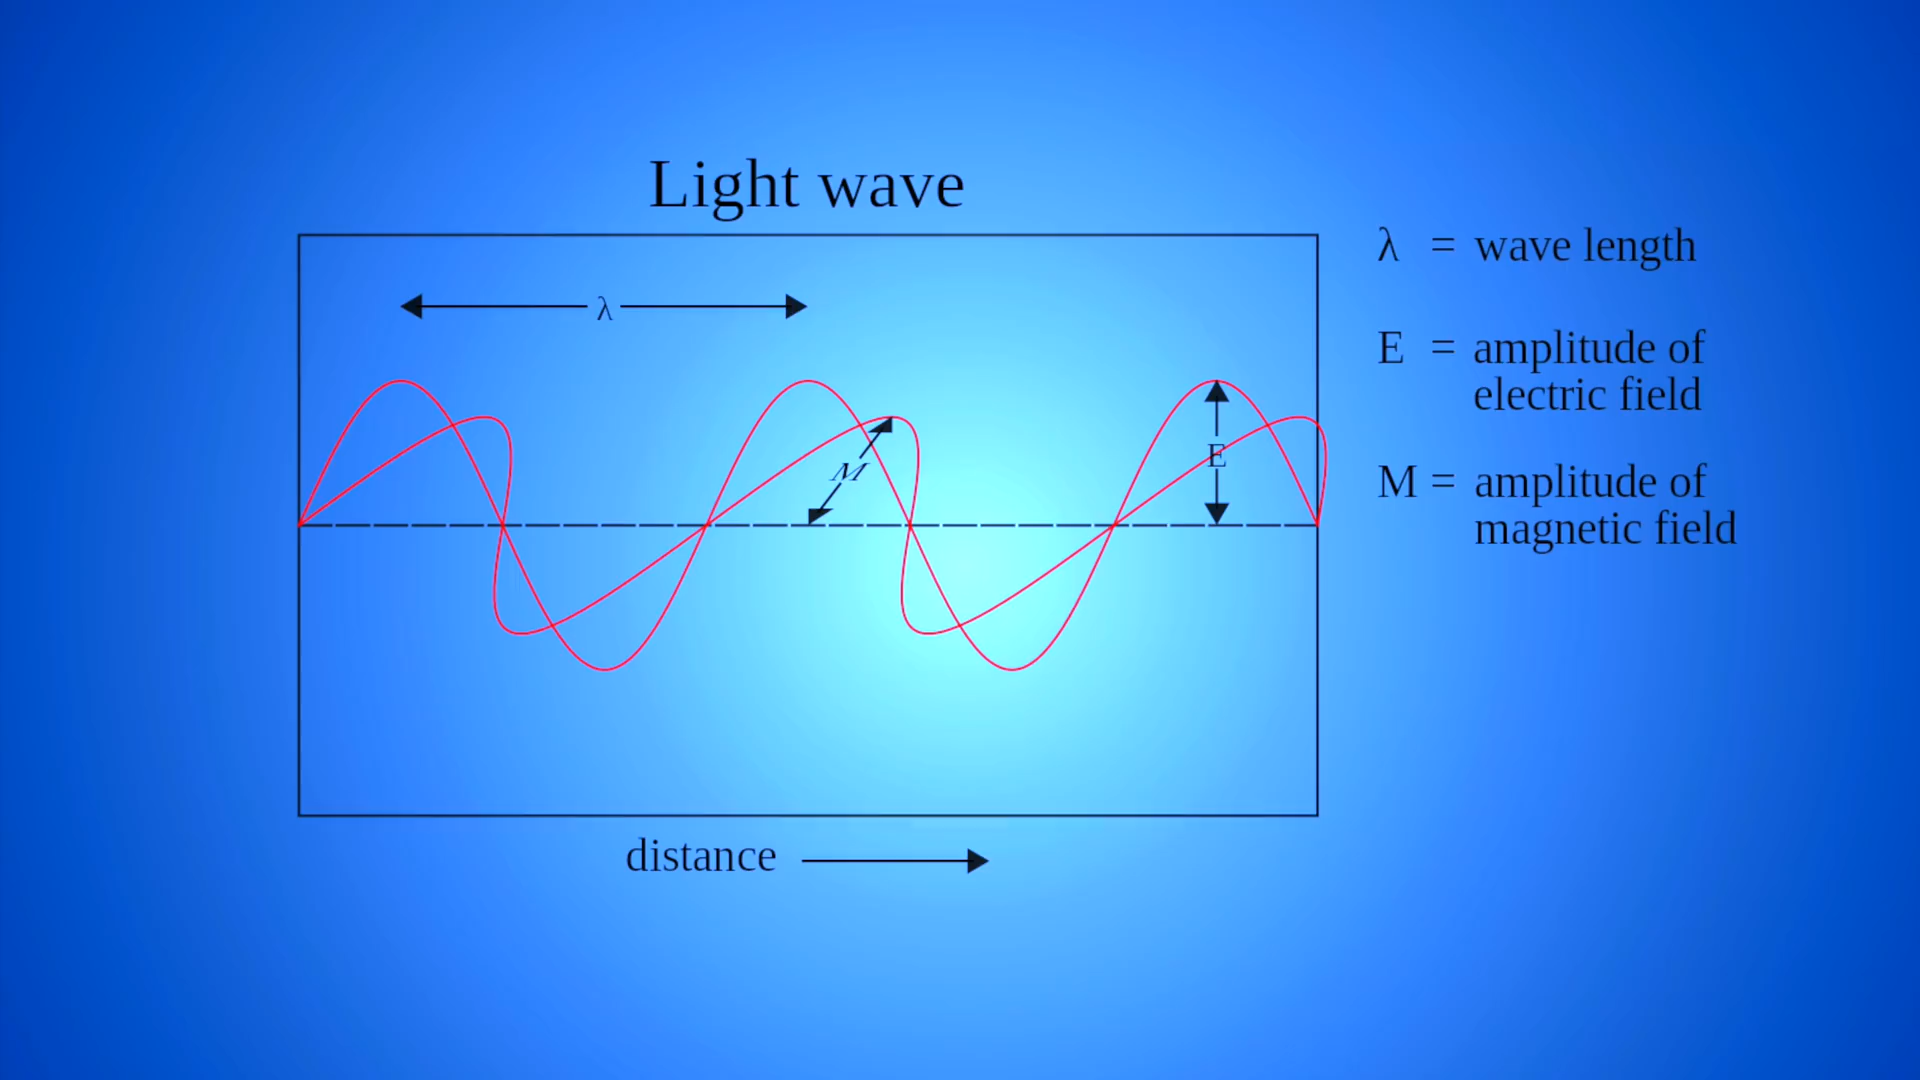 Light wave
λ = wave length
λ
E = amplitude of
electric field
E
M
M = amplitude of
magnetic field
distance